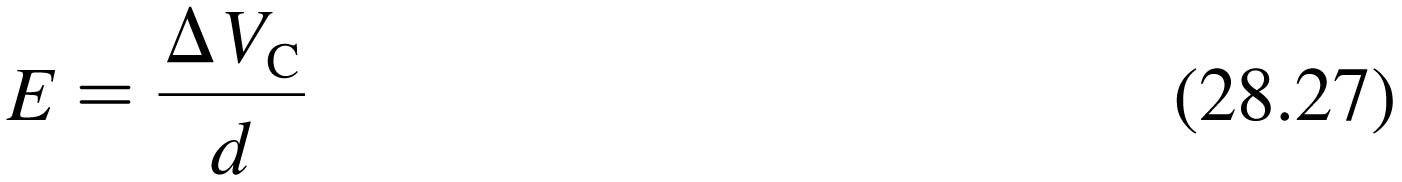 E = ΔV_C / d (28.27)